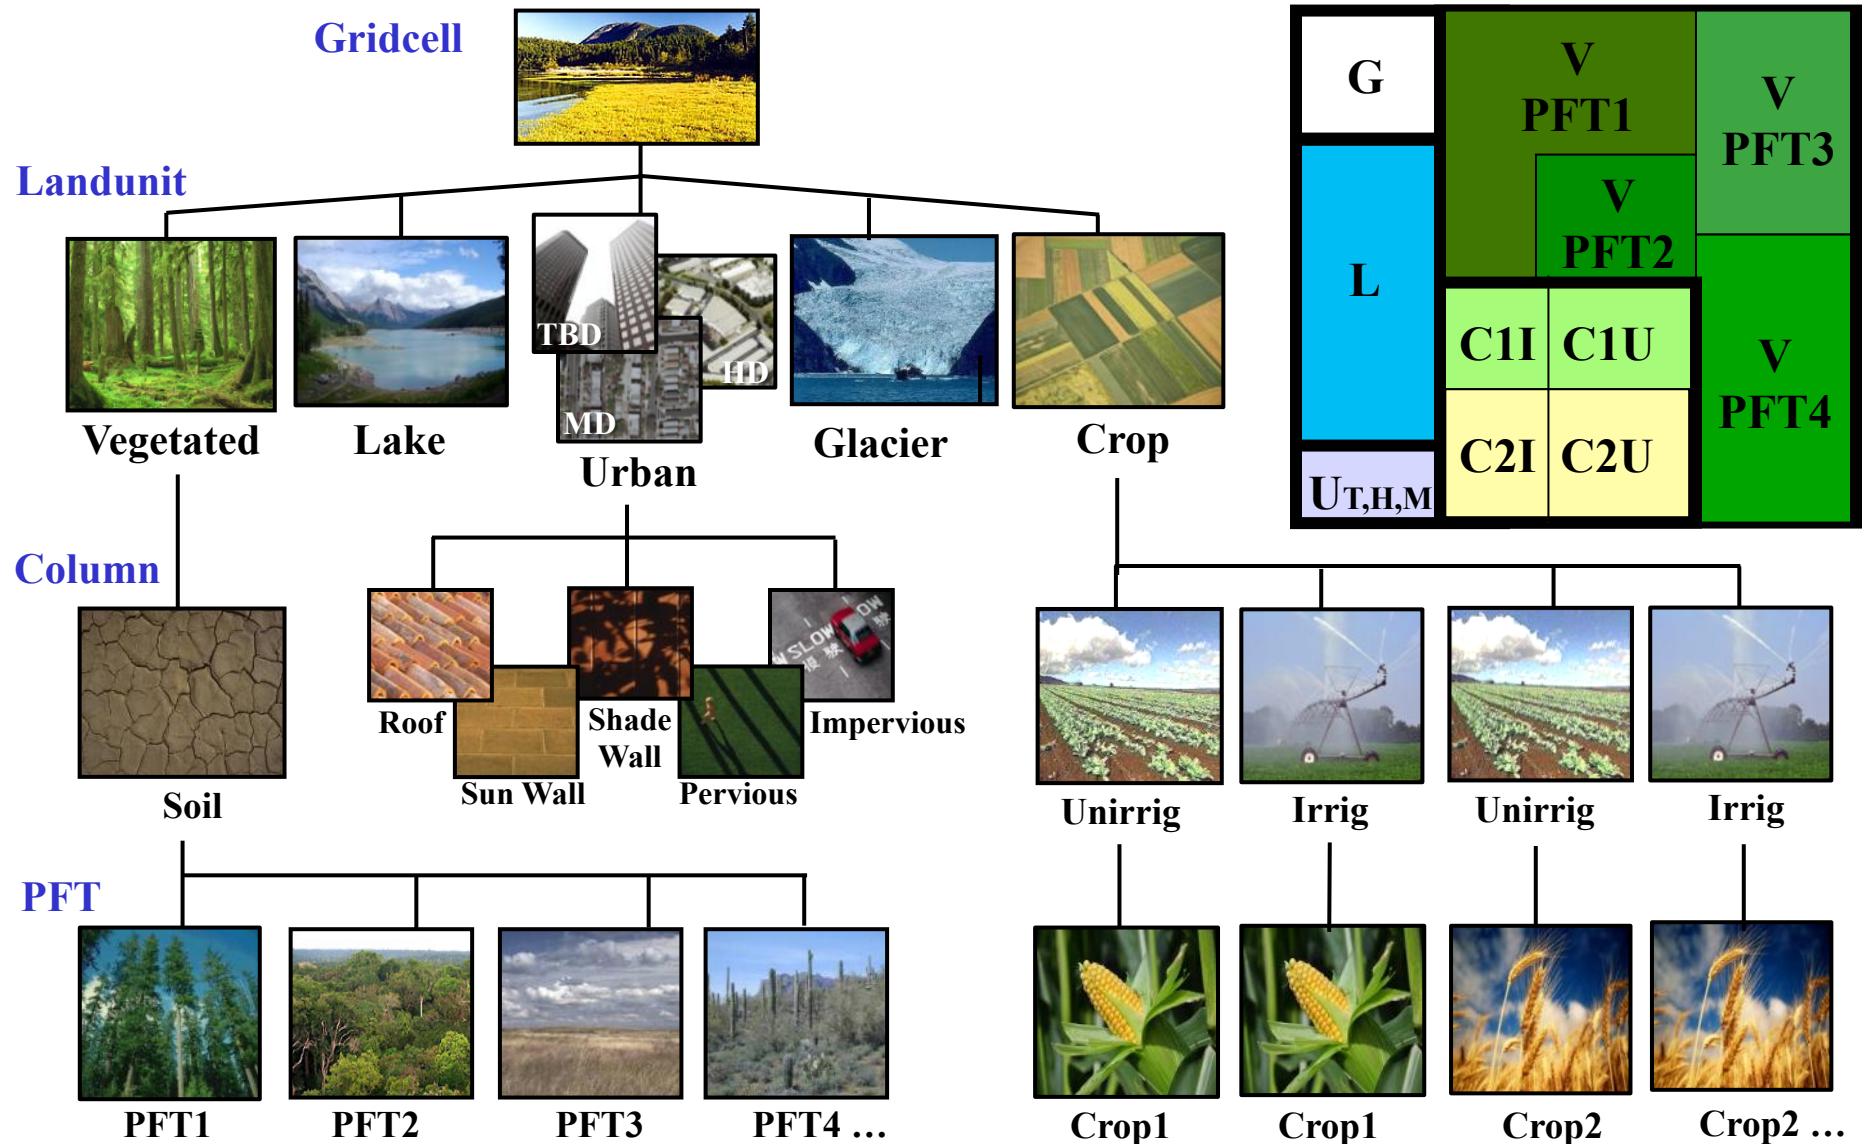 Gridcell
Landunit
TBD
HD
MD
Vegetated
Lake
Urban
Glacier
Crop
G
L
UT,H,M
V
PFT1
V
PFT2
V
PFT3
V
PFT4
C1I
C1U
C2I
C2U
Column
SLOW
Soil
Roof
Sun Wall
Shade
Wall
Pervious
Impervious
Unirrig
Irrig
Unirrig
Irrig
PFT
PFT1
PFT2
PFT3
PFT4 …
Crop1
Crop1
Crop2
Crop2 …